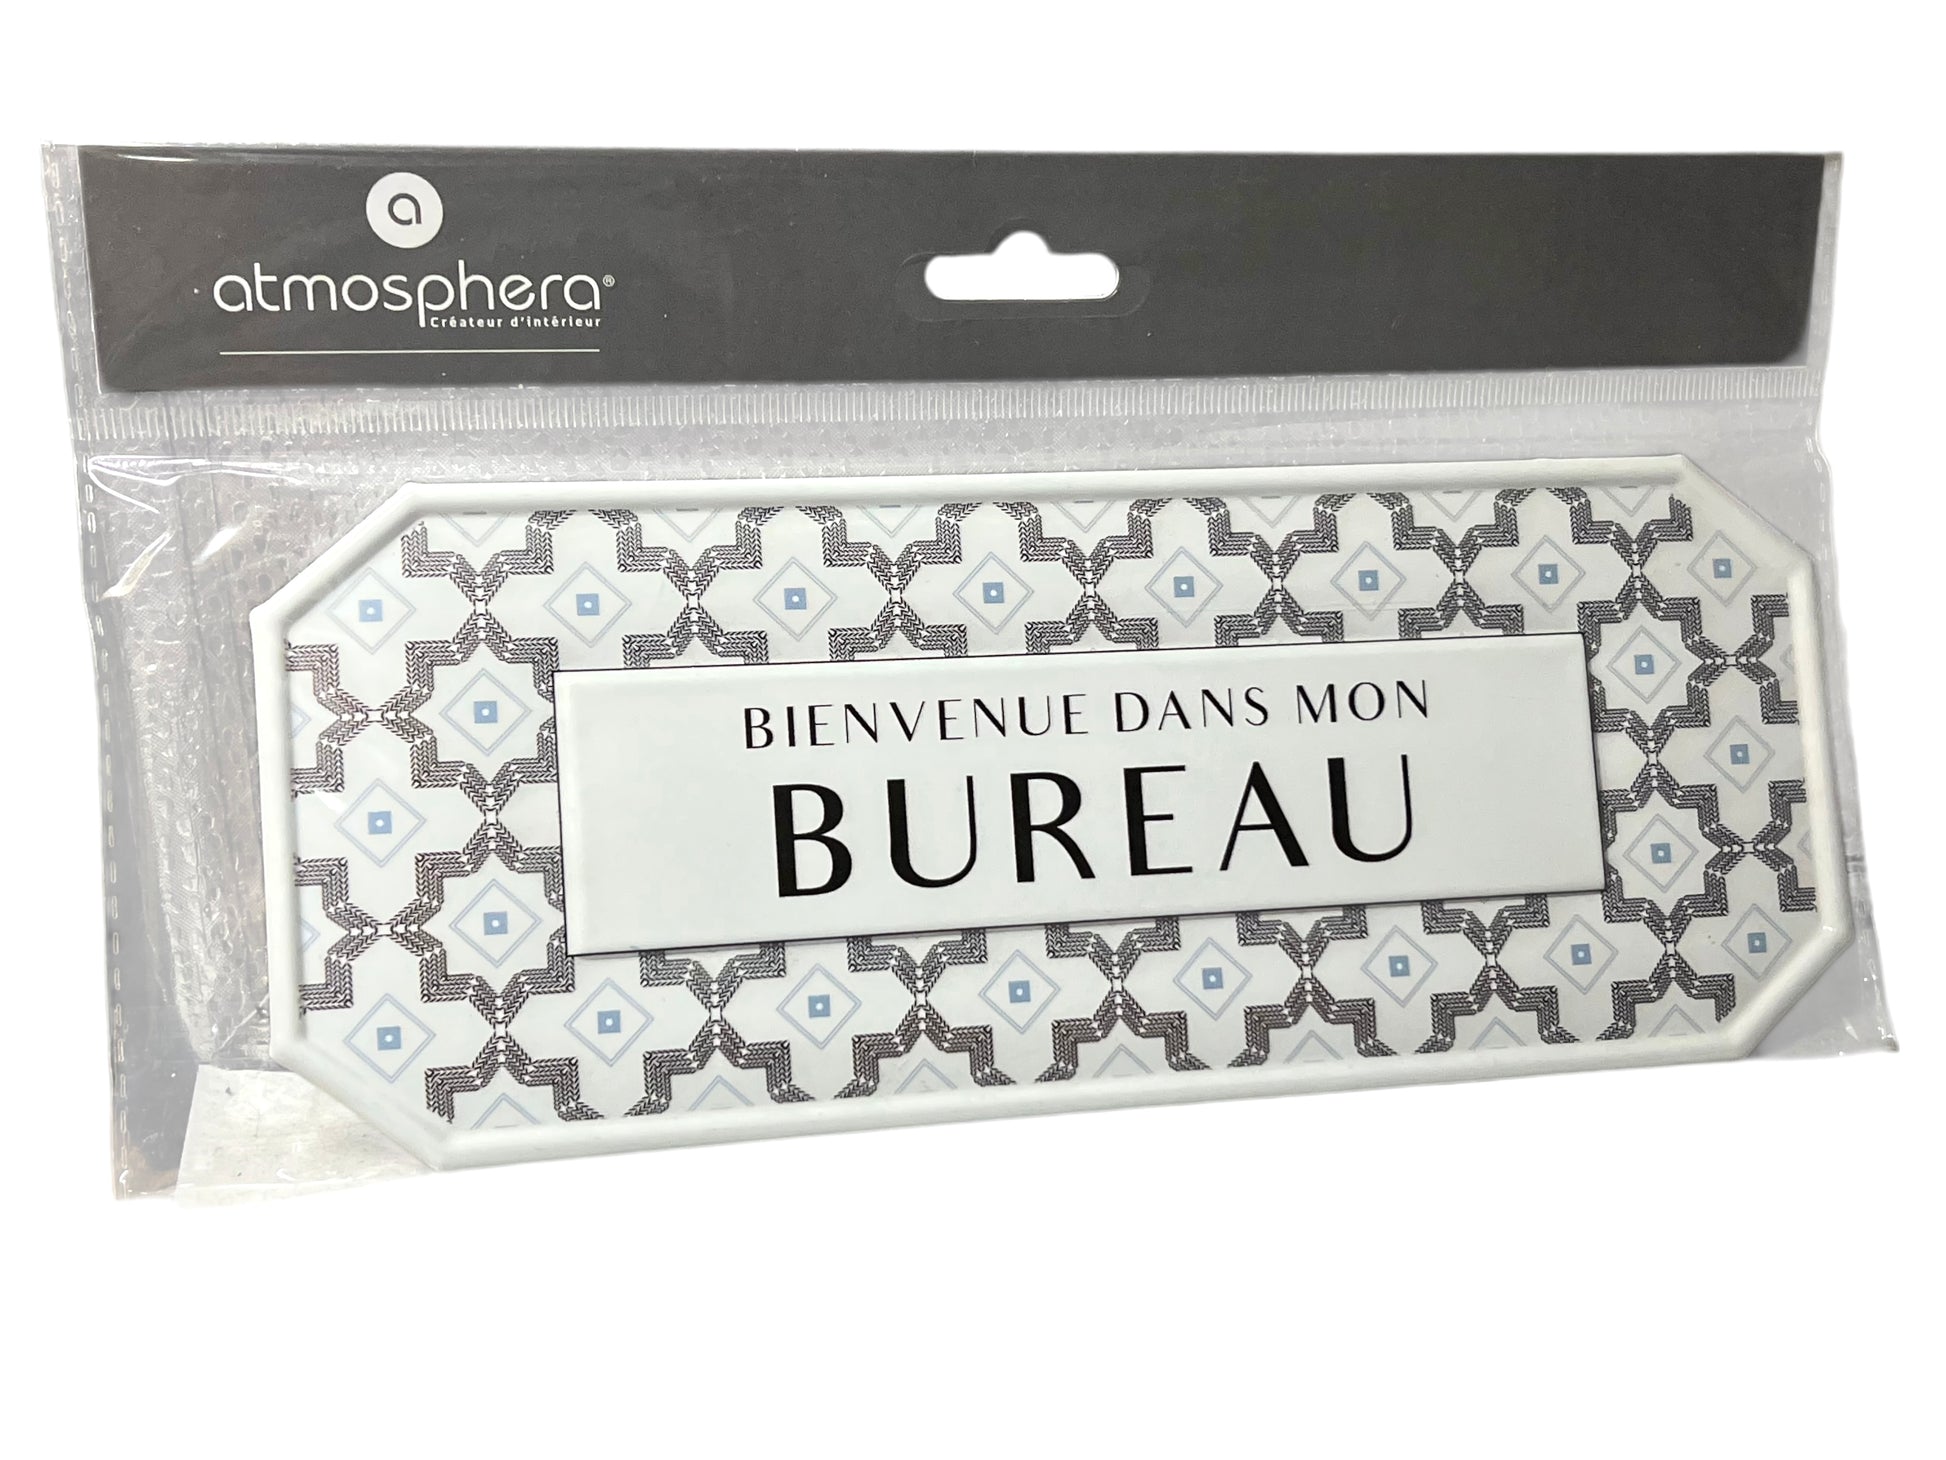 a
atmosphera®
Créateur d'intérieur
BIENVENUE DANS MON
BUREAU